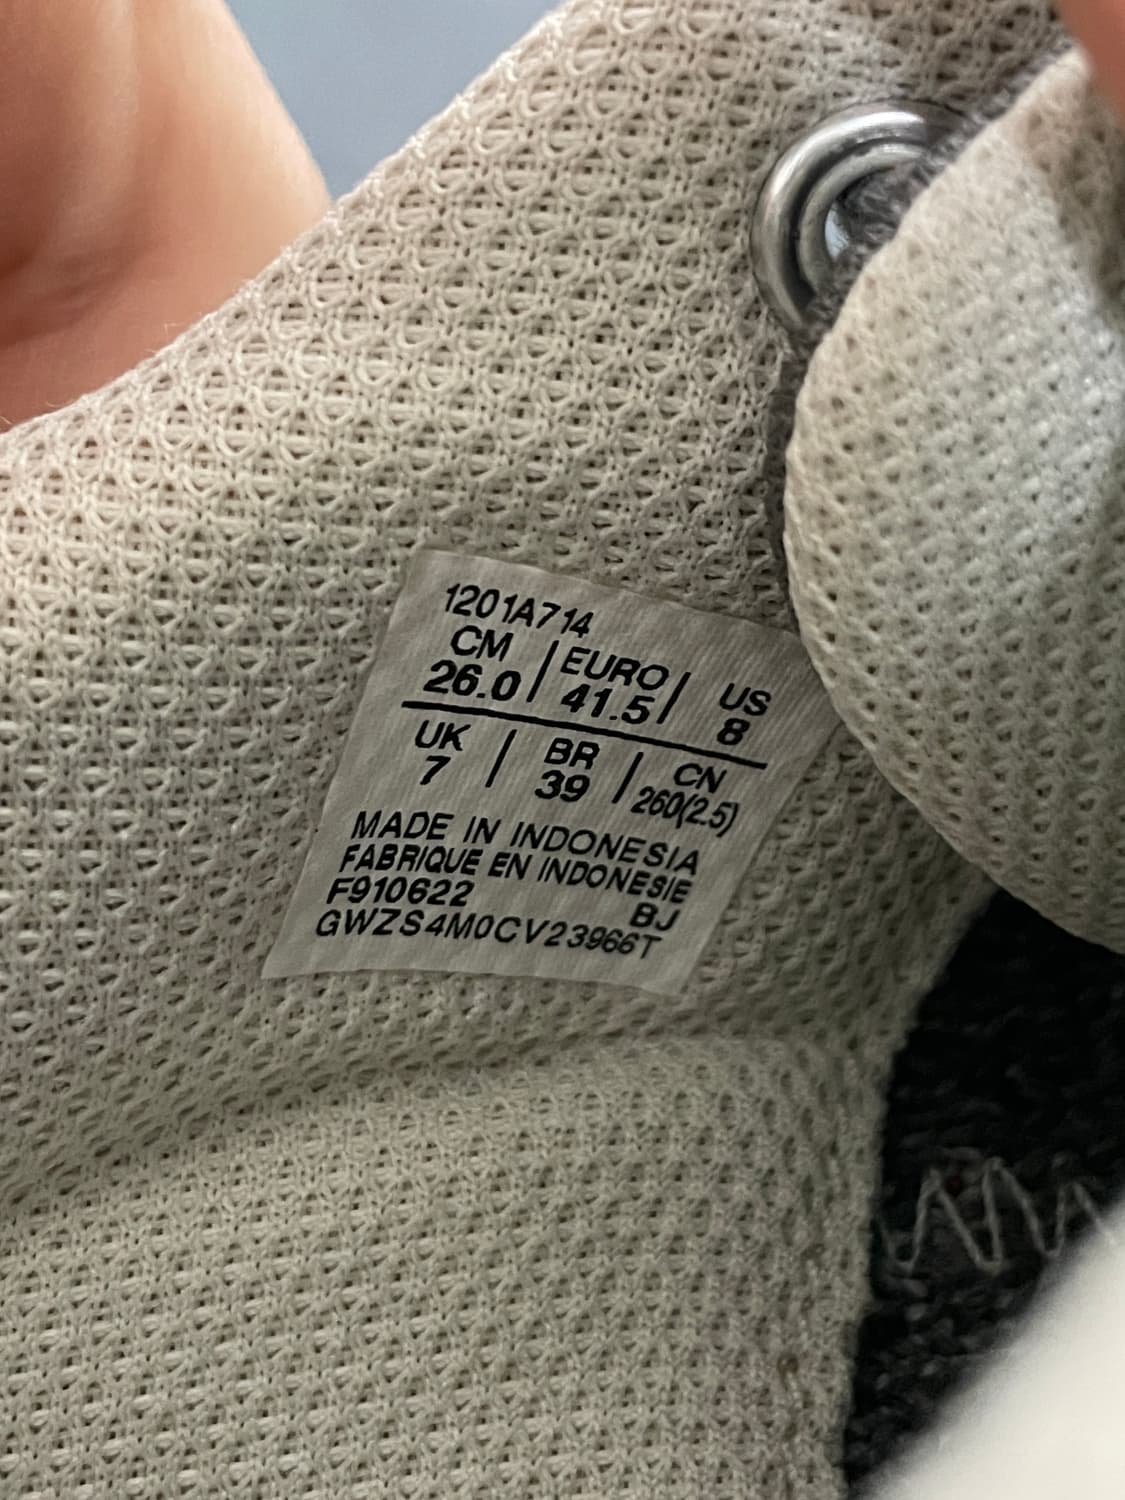 1201A714
CM | EURO | US
26.0 | 41.5 | 8
UK | BR | CN
7 | 39 | 260(2.5)
MADE IN INDONESIA
FABRIQUE EN INDONESIE
F910622 BJ
GWZS4M0CV23966T